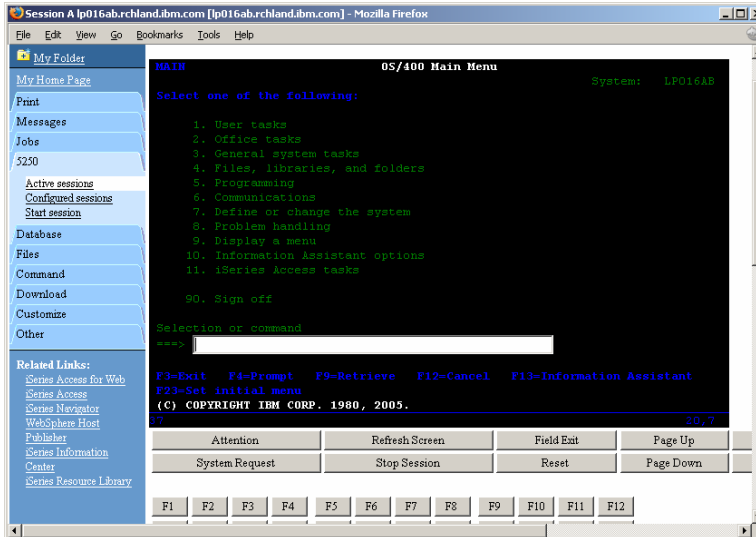 Session A lp016ab.rchland.ibm.com [lp016ab.rchland.ibm.com] - Mozilla Firefox
File Edit View Go Bookmarks Tools Help
My Folder
My Home Page
Print
Messages
Jobs
5250
Active sessions
Configured sessions
Start session
Database
Files
Command
Download
Customize
Other
Related Links:
iSeries Access for Web
iSeries Access
iSeries Navigator
WebSphere Host
Publisher
iSeries Information
Center
iSeries Resource Library
MAIN OS/400 Main Menu
System: LP016AB
Select one of the following:
1. User tasks
2. Office tasks
3. General system tasks
4. Files, libraries, and folders
5. Programming
6. Communications
7. Define or change the system
8. Problem handling
9. Display a menu
10. Information Assistant options
11. iSeries Access tasks
90. Sign off
Selection or command
===>
F3=Exit F4=Prompt F9=Retrieve F12=Cancel F13=Information Assistant
F23=Set initial menu
(C) COPYRIGHT IBM CORP. 1980, 2005.
20,7
Attention Refresh Screen Field Exit Page Up
System Request Stop Session Reset Page Down
F1 F2 F3 F4 F5 F6 F7 F8 F9 F10 F11 F12